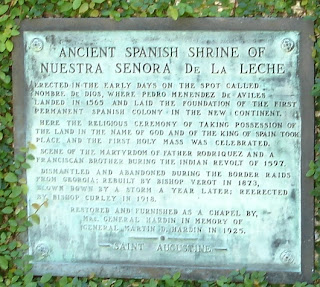 ANCIENT SPANISH SHRINE OF
NUESTRA SENORA De LA LECHE
ERECTED IN THE EARLY DAYS ON THE SPOT CALLED
NOMBRE DE DIOS, WHERE PEDRO MENENDEZ DE AVILES
LANDED IN 1565 AND LAID THE FOUNDATION OF THE FIRST
PERMANENT SPANISH COLONY IN THE NEW CONTINENT.
HERE THE RELIGIOUS CEREMONY OF TAKING POSSESSION OF
THE LAND IN THE NAME OF GOD AND OF THE KING OF SPAIN TOOK
PLACE AND THE FIRST HOLY MASS WAS CELEBRATED.
SCENE OF THE MARTYRDOM OF FATHER RODRIQUEZ AND A
FRANCISCAN BROTHER DURING THE INDIAN REVOLT OF 1597.
DISMANTLED AND ABANDONED DURING THE BORDER RAIDS
FROM GEORGIA: REBUILT BY BISHOP VEROT IN 1873,
BLOWN DOWN BY A STORM A YEAR LATER: REERECTED
BY BISHOP CURLEY IN 1918.
RESTORED AND FURNISHED AS A CHAPEL BY,
MRS. GENERAL HARDIN IN MEMORY OF
GENERAL MARTIN D. HARDIN IN 1925.
SAINT AUGUSTINE.